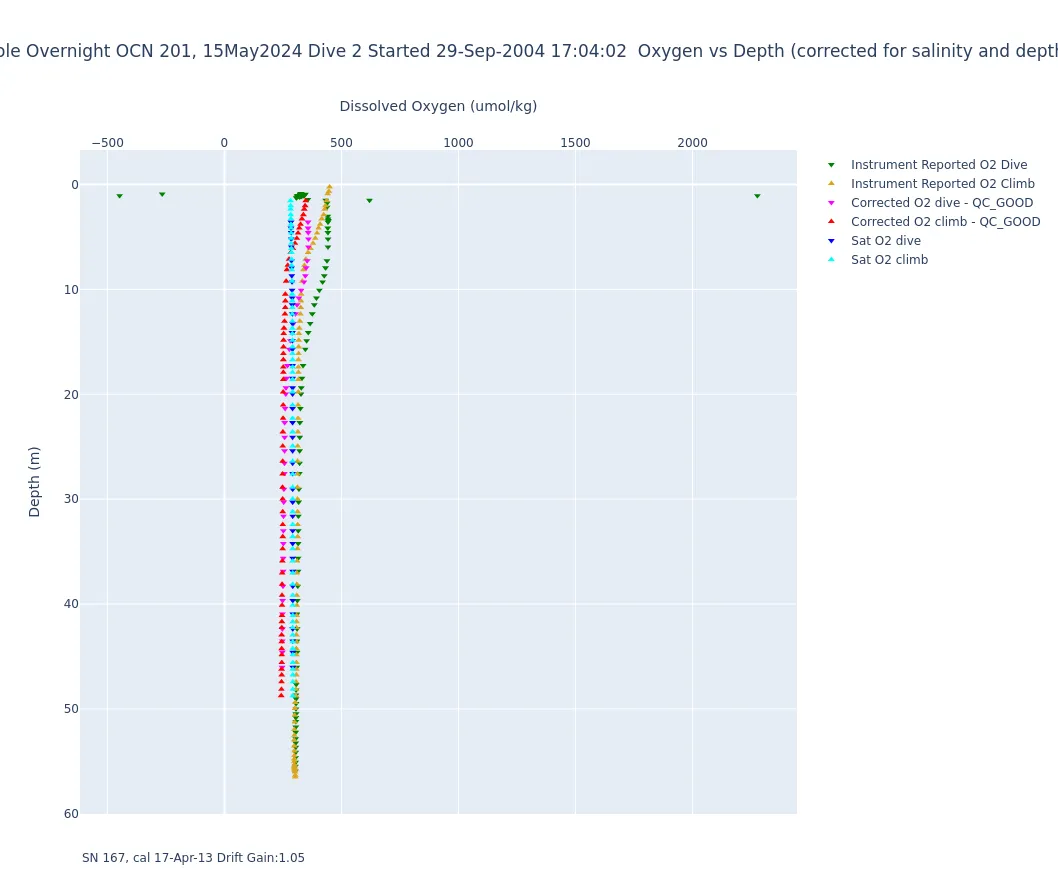 Overnight OCN 201, 15May2024 Dive 2 Started 29-Sep-2004 17:04:02  Oxygen vs Depth (corrected for salinity and
Dissolved Oxygen (umol/kg)
−500 0 500 1000 1500 2000
Instrument Reported O2 Dive
Instrument Reported O2 Climb
Corrected O2 dive - QC_GOOD
Corrected O2 climb - QC_GOOD
Sat O2 dive
Sat O2 climb
Depth (m)
0
10
20
30
40
50
60
SN 167, cal 17-Apr-13 Drift Gain:1.05